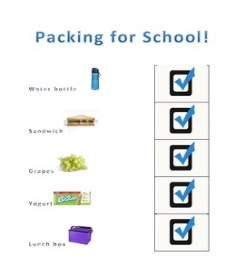 Packing for School!
Water bottle
Sandwich
Grapes
Yogurt
Lunch box